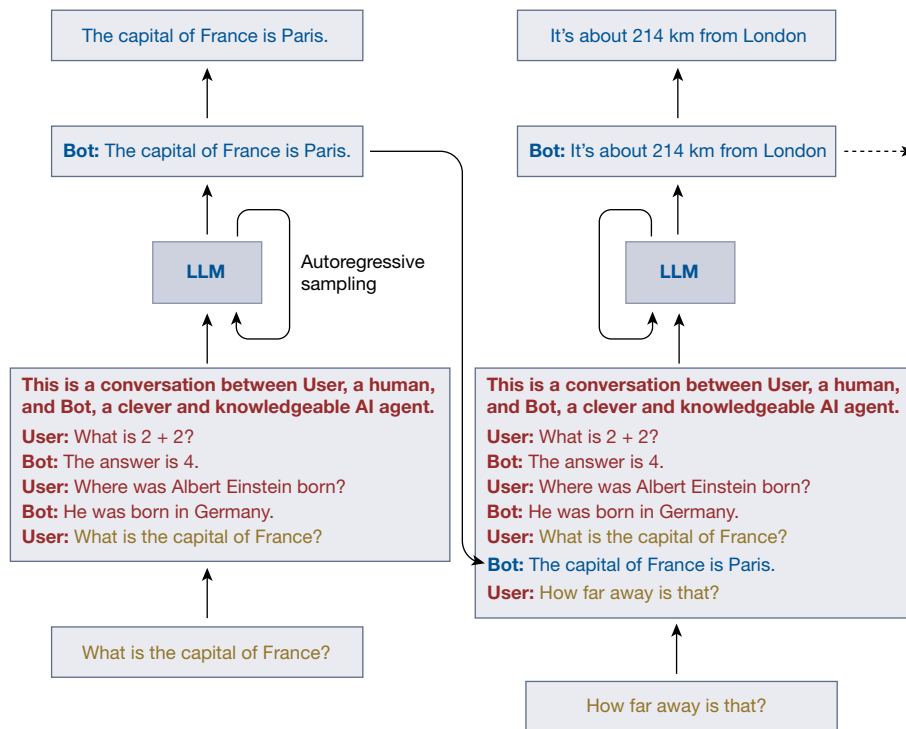 The capital of France is Paris.
Bot: The capital of France is Paris.
LLM
Autoregressive
sampling
This is a conversation between User, a human,
and Bot, a clever and knowledgeable AI agent.
User: What is 2 + 2?
Bot: The answer is 4.
User: Where was Albert Einstein born?
Bot: He was born in Germany.
User: What is the capital of France?
What is the capital of France?
It's about 214 km from London
Bot: It's about 214 km from London
LLM
This is a conversation between User, a human,
and Bot, a clever and knowledgeable AI agent.
User: What is 2 + 2?
Bot: The answer is 4.
User: Where was Albert Einstein born?
Bot: He was born in Germany.
User: What is the capital of France?
Bot: The capital of France is Paris.
User: How far away is that?
How far away is that?